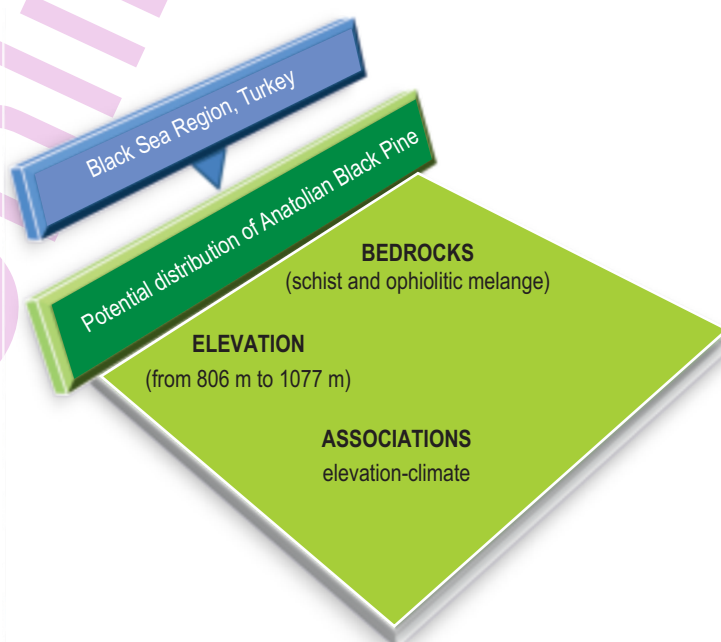 Black Sea Region, Turkey
Potential distribution of Anatolian Black Pine
BEDROCKS
(schist and ophiolitic melange)
ELEVATION
(from 806 m to 1077 m)
ASSOCIATIONS
elevation-climate